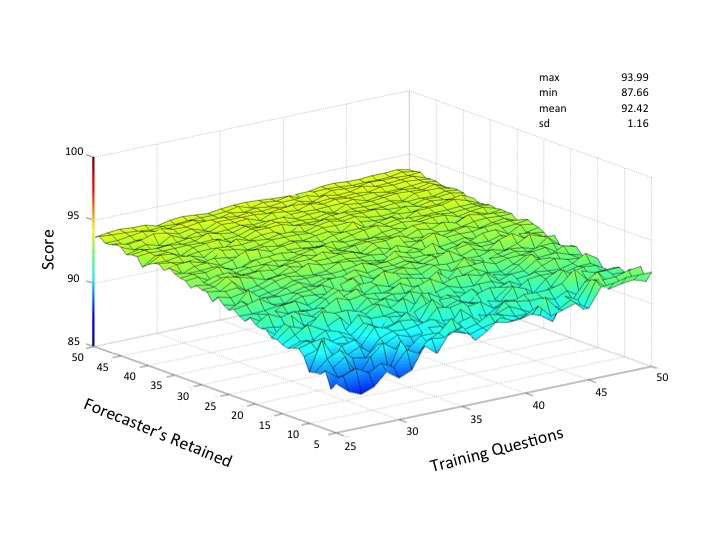 max 93.99
min 87.66
mean 92.42
sd 1.16
100
95
90
85
Score
50
45
40
35
30
25
20
15
10
5
Forecaster's Retained
25
30
35
40
45
50
Training Questions